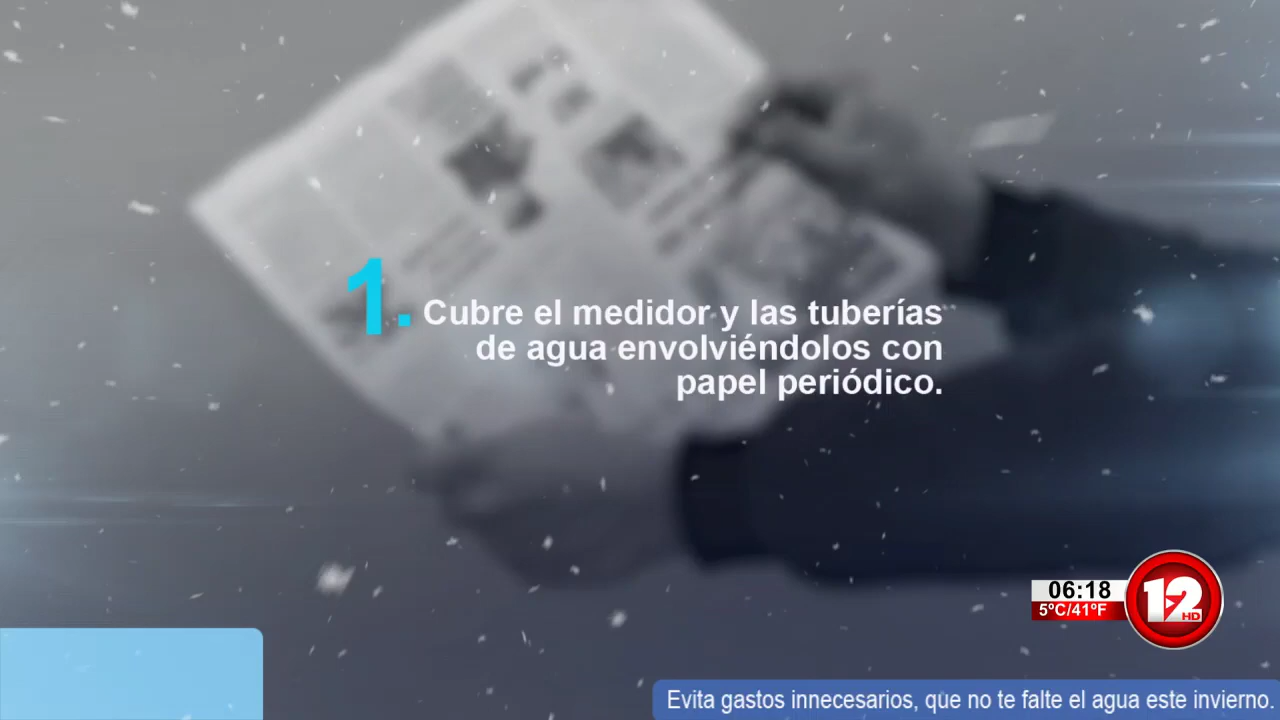 1. Cubre el medidor y las tuberías
de agua envolviéndolos con
papel periódico.
06:18
5ºC/41ºF
12
HD
Evita gastos innecesarios, que no te falte el agua este invierno.